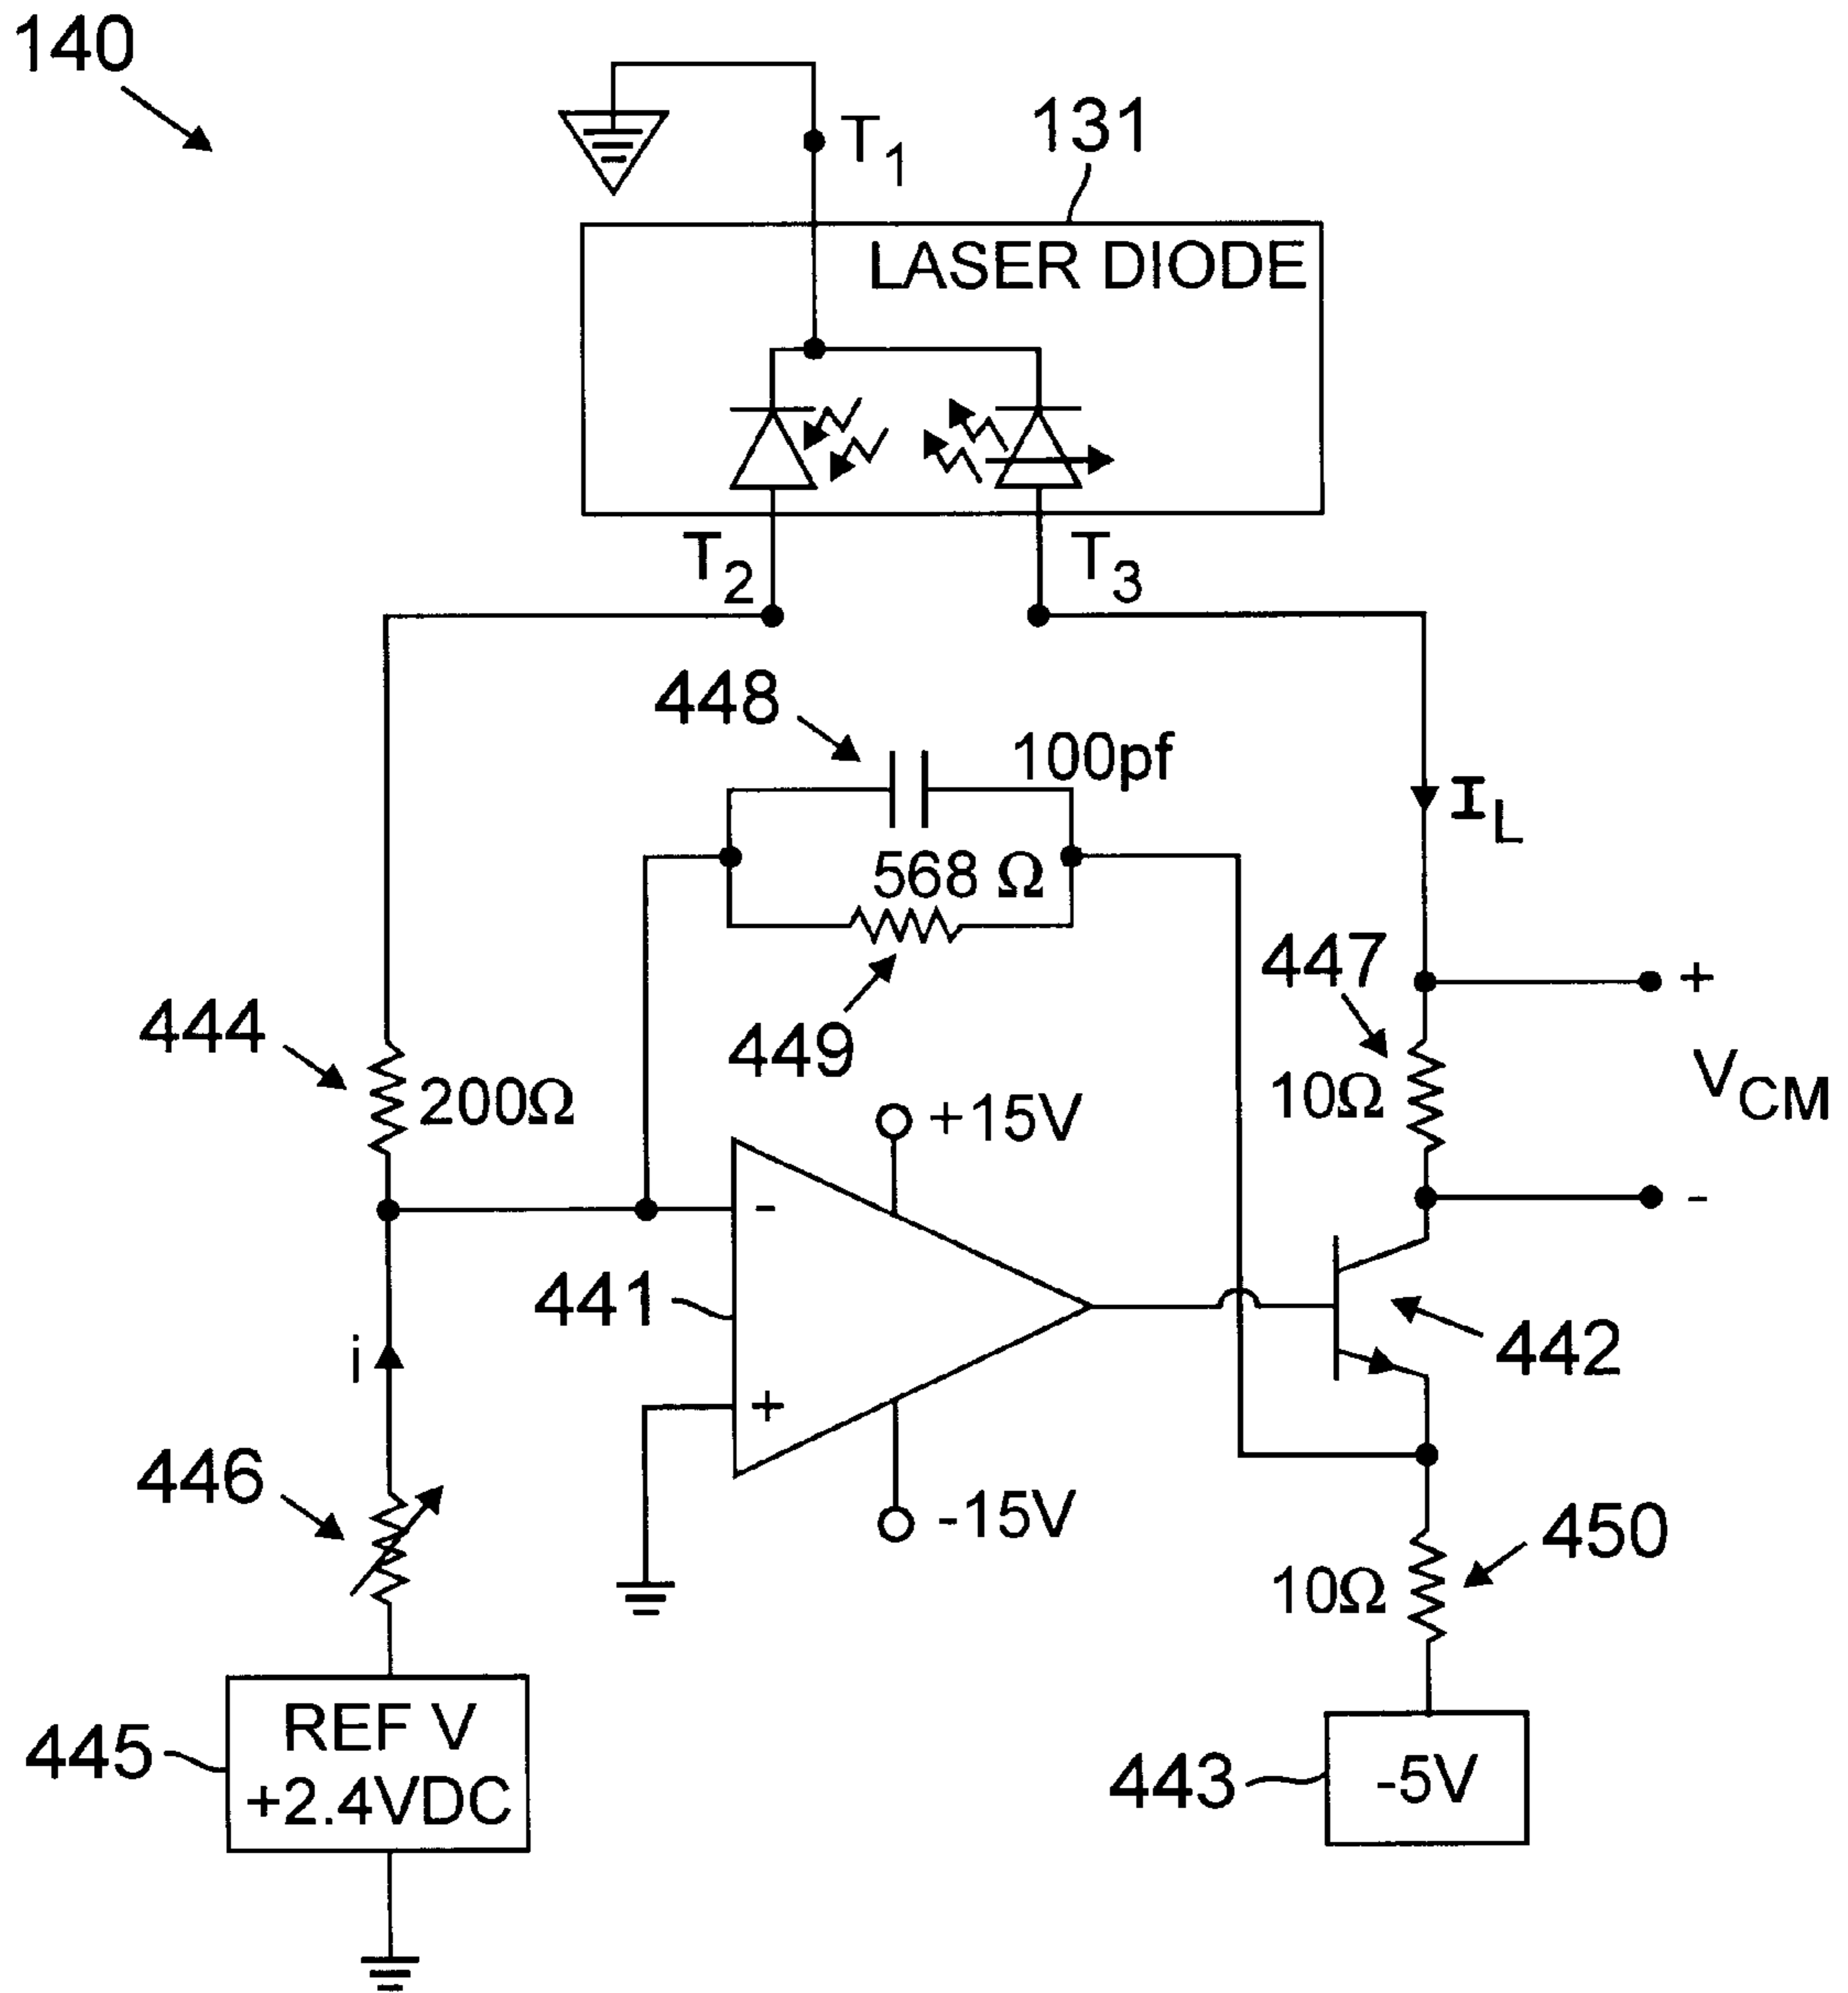 140
T1
131
LASER DIODE
T2
T3
448
100pf
IL
568 Ω
447
+
444
449
200Ω
10Ω
VCM
+15V
-
-
441
442
i
+
446
-15V
450
10Ω
REF V
445
+2.4VDC
443
-5V